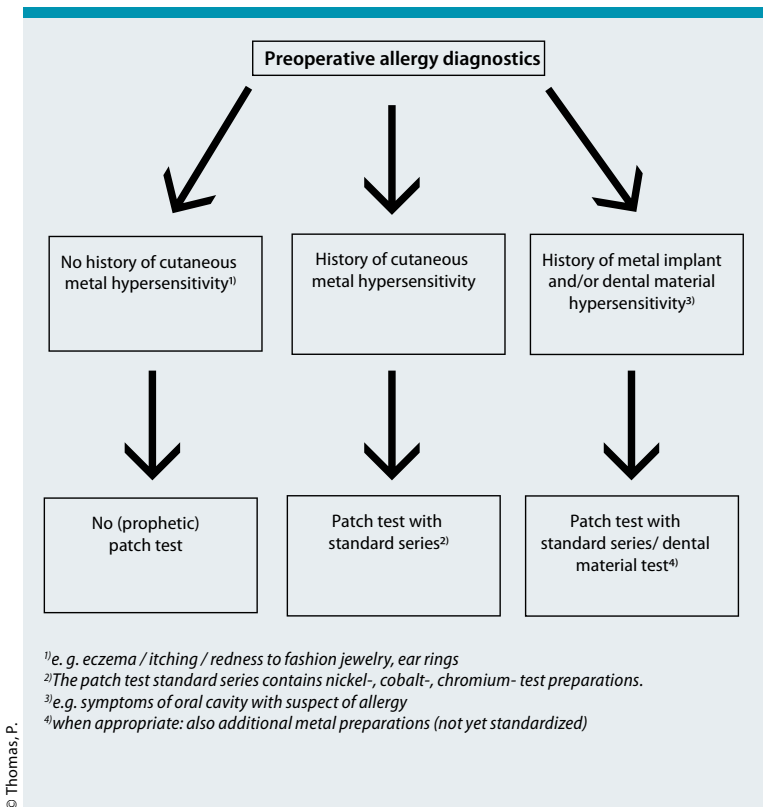 Preoperative allergy diagnostics
No history of cutaneous
metal hypersensitivity¹⁾
History of cutaneous
metal hypersensitivity
History of metal implant
and/or dental material
hypersensitivity³⁾
No (prophetic)
patch test
Patch test with
standard series²⁾
Patch test with
standard series/ dental
material test⁴⁾
¹⁾e. g. eczema / itching / redness to fashion jewelry, ear rings
²⁾The patch test standard series contains nickel-, cobalt-, chromium- test preparations.
³⁾e.g. symptoms of oral cavity with suspect of allergy
⁴⁾when appropriate: also additional metal preparations (not yet standardized)
© Thomas, P.